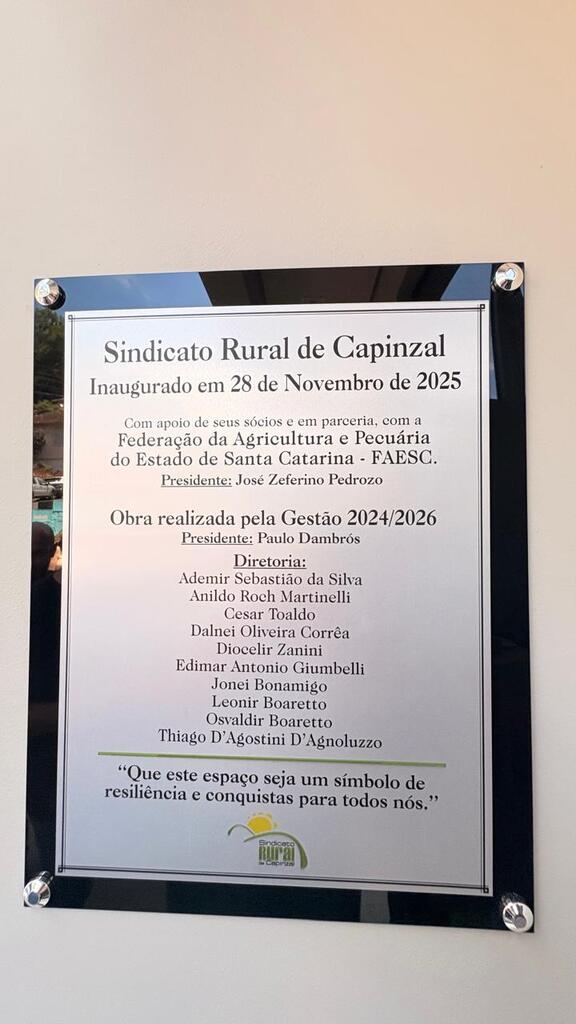 Sindicato Rural de Capinzal
Inaugurado em 28 de Novembro de 2025
Com apoio de seus sócios e em parceria, com a
Federação da Agricultura e Pecuária
do Estado de Santa Catarina - FAESC.
Presidente: José Zeferino Pedrozo
Obra realizada pela Gestão 2024/2026
Presidente: Paulo Dambrós
Diretoria:
Ademir Sebastião da Silva
Anildo Roch Martinelli
Cesar Toaldo
Dalnei Oliveira Corrêa
Diocelir Zanini
Edimar Antonio Giumbelli
Jonei Bonamigo
Leonir Boaretto
Osvaldir Boaretto
Thiago D'Agostini D'Agnoluzzo
“Que este espaço seja um símbolo de
resiliência e conquistas para todos nós.”
Sindicato
Rural
de Capinzal